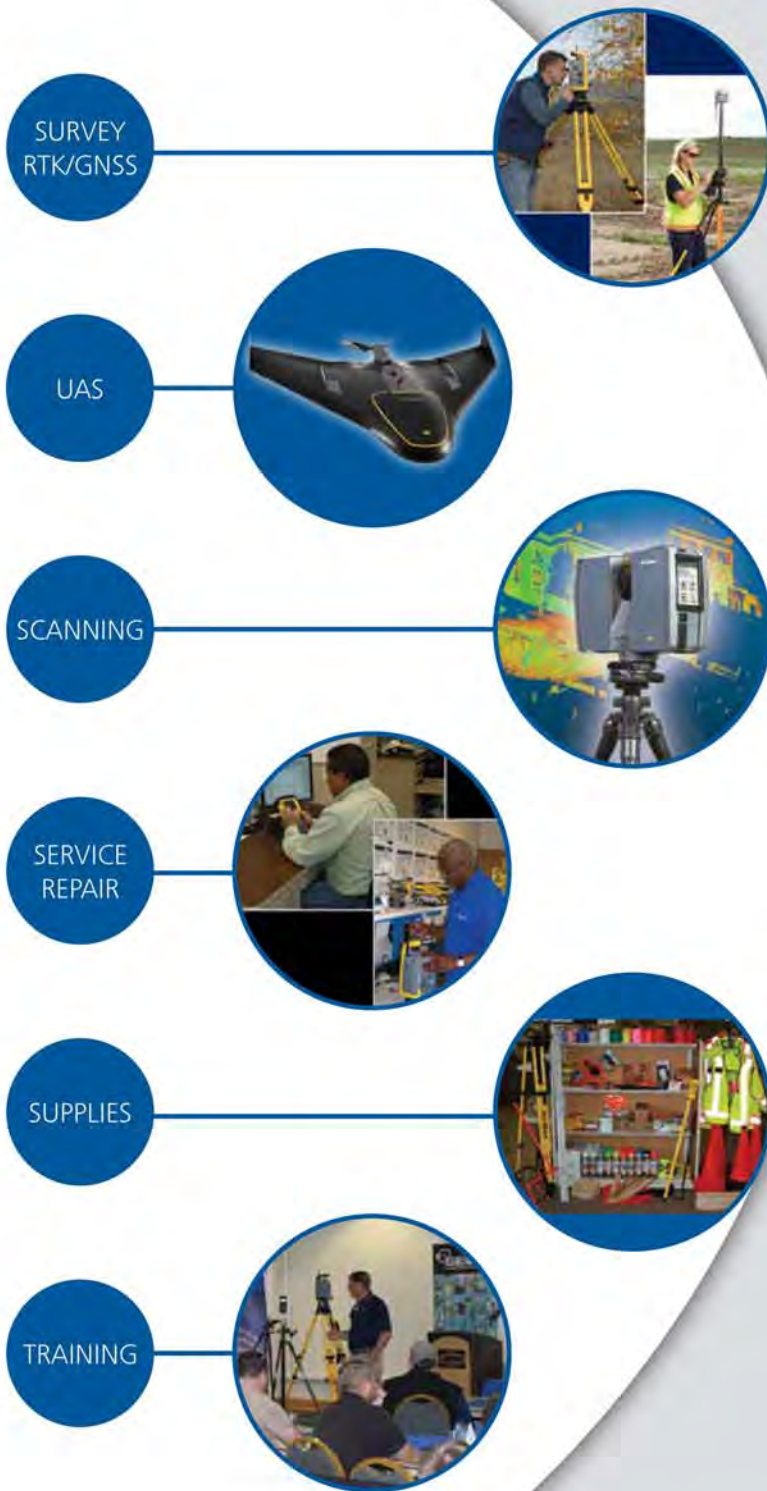 SURVEY
RTK/GNSS
UAS
SCANNING
SERVICE
REPAIR
SUPPLIES
TRAINING